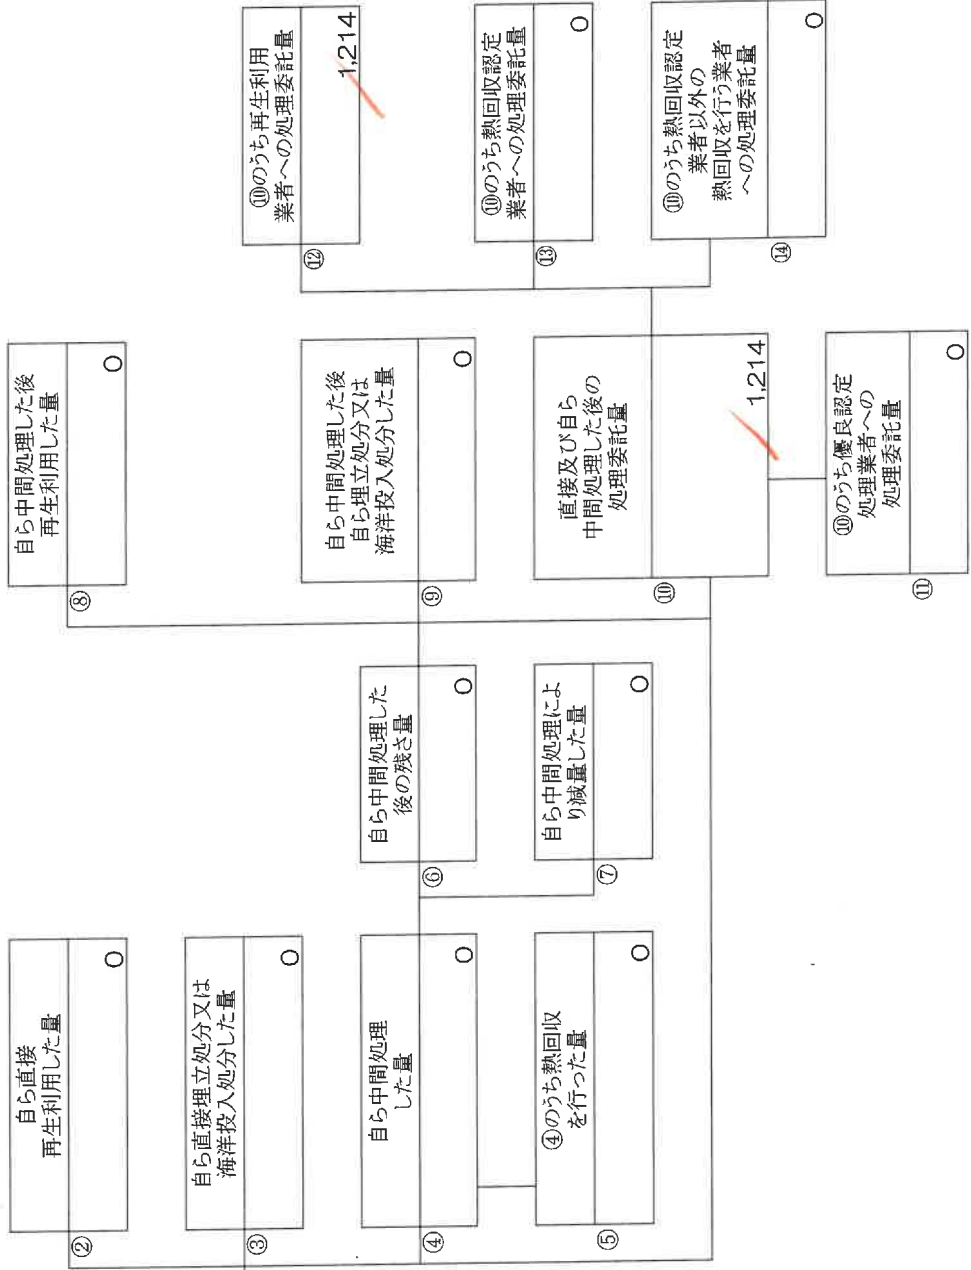 ②
自ら直接
再生利用した量
0
③
自ら直接埋立処分又は
海洋投入処分した量
0
④
自ら中間処理
した量
0
⑤
④のうち熱回収
を行った量
0
⑥
自ら中間処理した
後の残さ量
0
⑦
自ら中間処理によ
り減量した量
0
⑧
自ら中間処理した後
再生利用した量
0
⑨
自ら中間処理した後
自ら埋立処分又は
海洋投入処分した量
0
⑩
直接及び自ら
中間処理した後の
処理委託量
1,214
⑪
⑩のうち優良認定
処理業者への
処理委託量
0
⑫
⑩のうち再生利用
業者への処理委託量
1,214
⑬
⑩のうち熱回収認定
業者への処理委託量
0
⑭
⑩のうち熱回収認定
業者以外の
熱回収を行う業者
への処理委託量
0